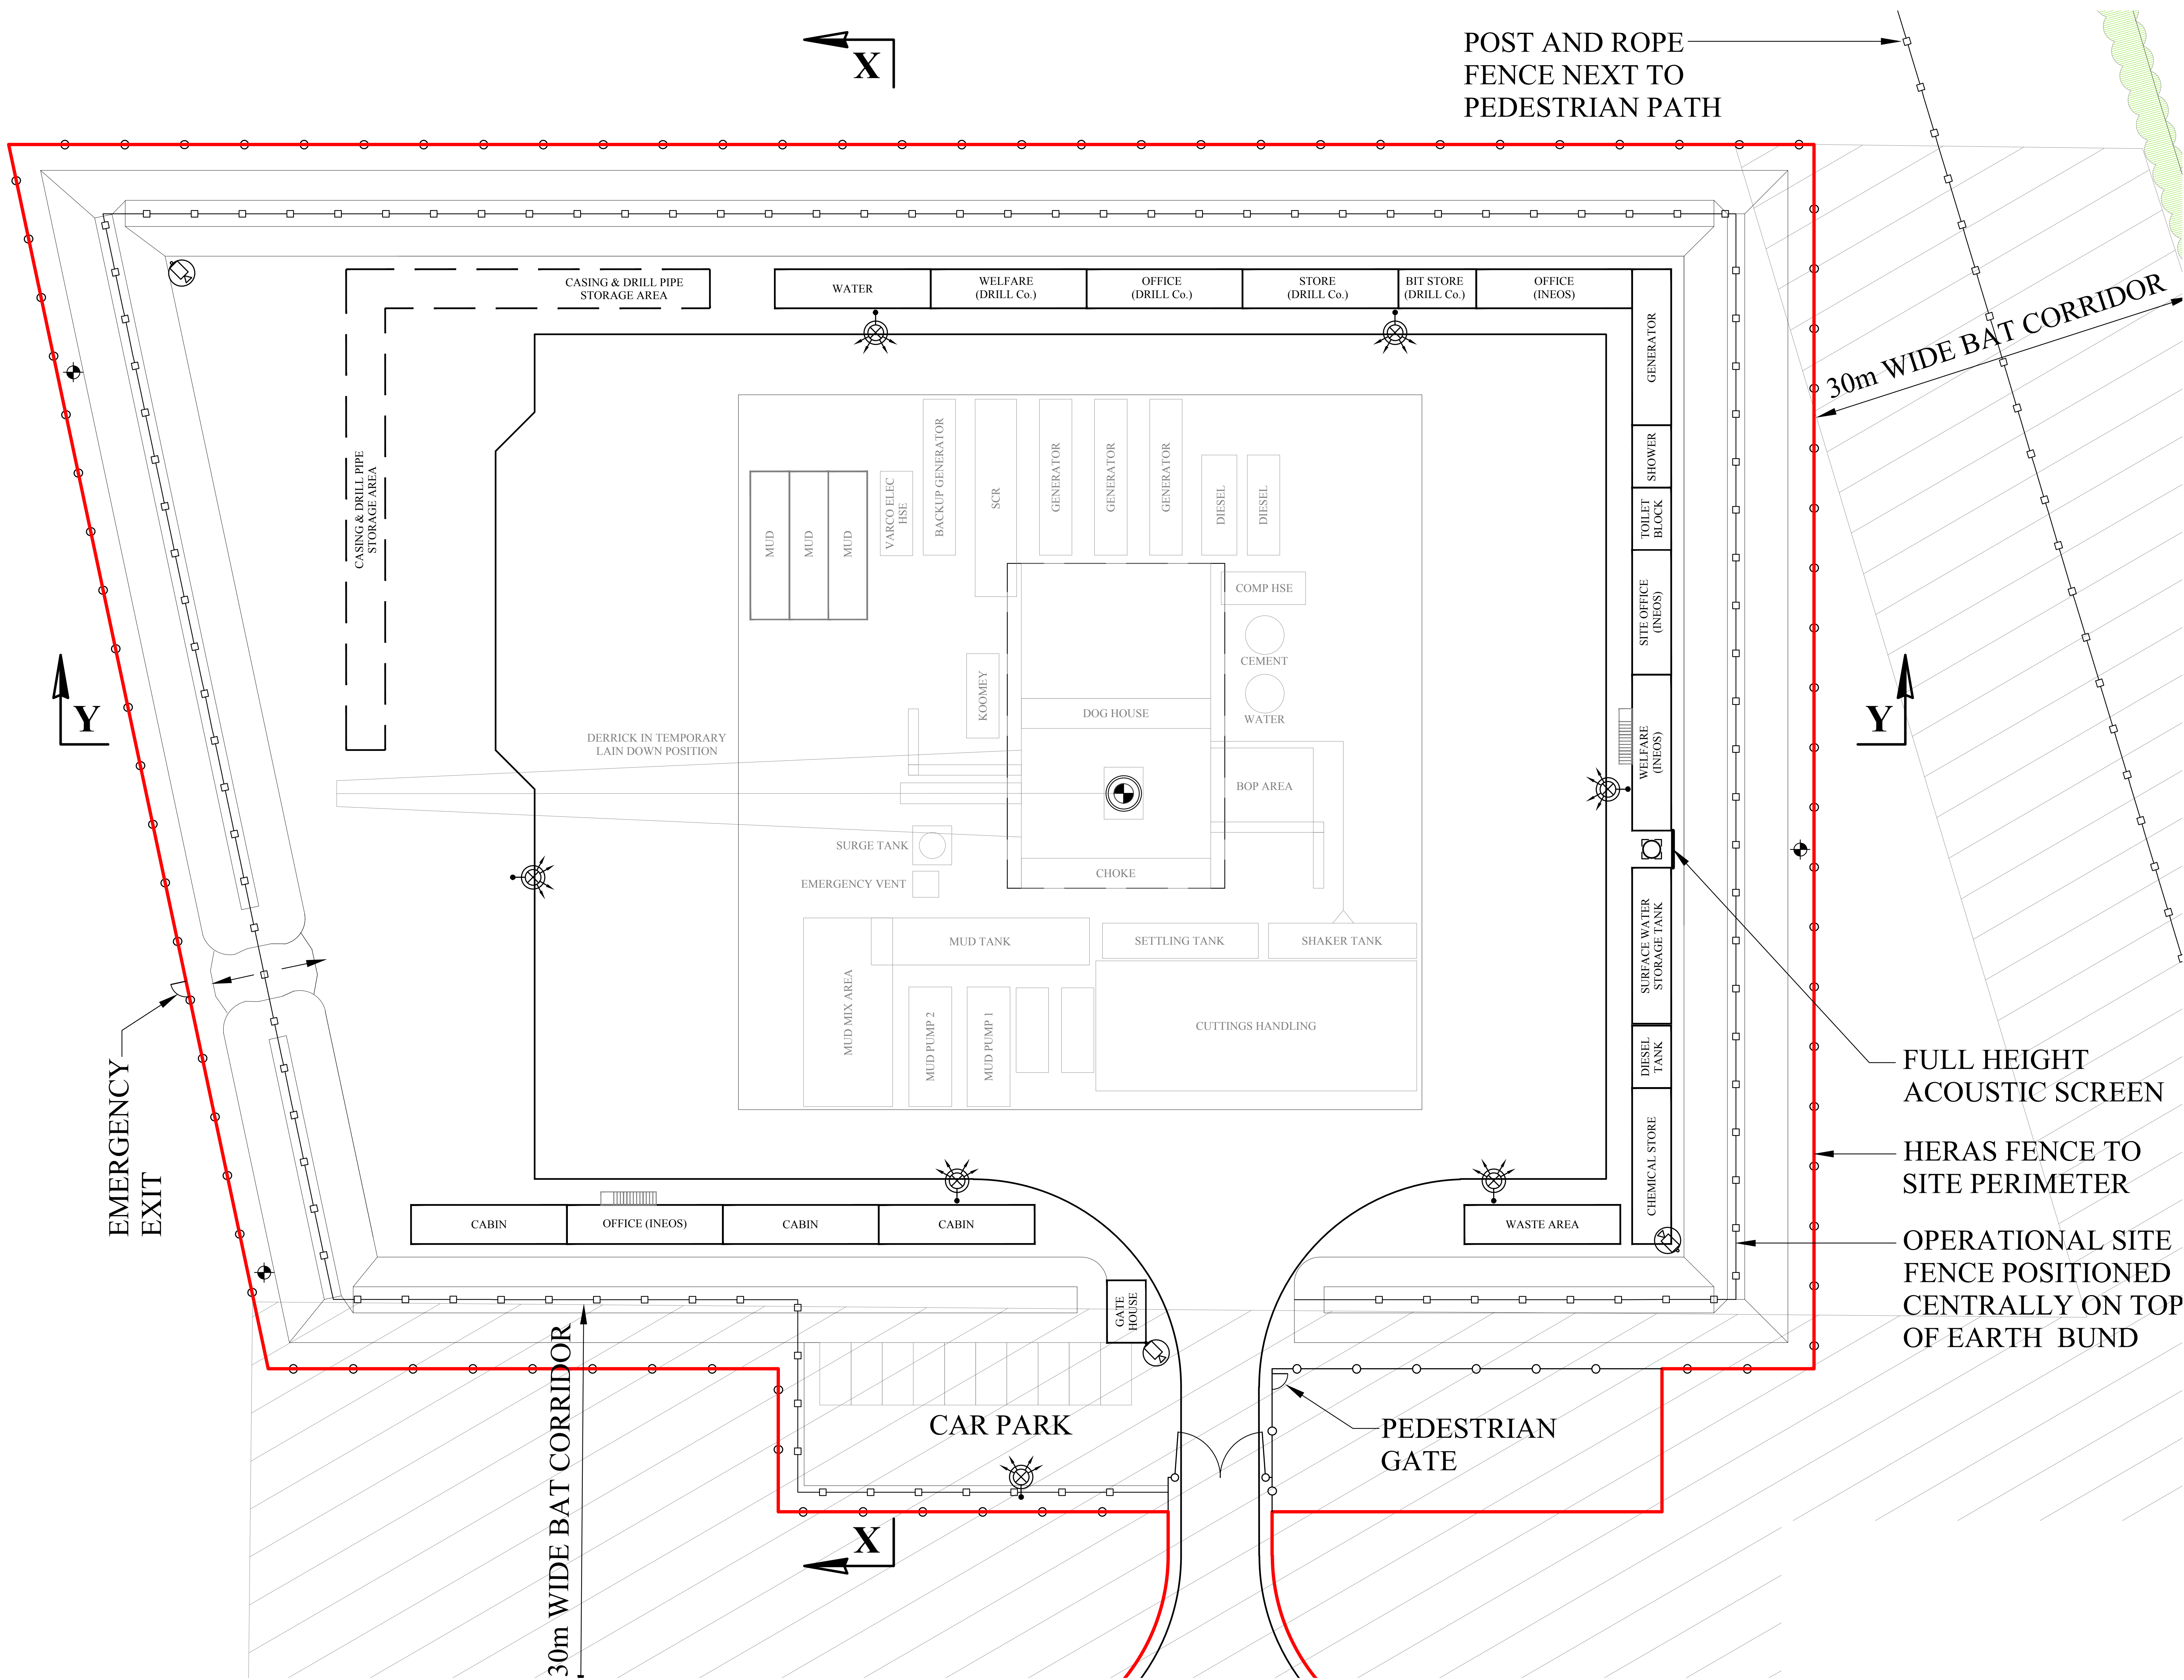 X
POST AND ROPE
FENCE NEXT TO
PEDESTRIAN PATH
30m WIDE BAT CORRIDOR
CASING & DRILL PIPE
STORAGE AREA
WATER
WELFARE
(DRILL Co.)
OFFICE
(DRILL Co.)
STORE
(DRILL Co.)
BIT STORE
(DRILL Co.)
OFFICE
(INEOS)
GENERATOR
SHOWER
TOILET
BLOCK
SITE OFFICE
(INEOS)
WELFARE
(INEOS)
SURFACE WATER
STORAGE TANK
DIESEL
TANK
CHEMICAL STORE
CASING & DRILL PIPE
STORAGE AREA
MUD
MUD
MUD
VARCO ELEC
HSE
BACKUP GENERATOR
SCR
GENERATOR
GENERATOR
GENERATOR
DIESEL
DIESEL
COMP HSE
CEMENT
WATER
KOOMEY
DOG HOUSE
DERRICK IN TEMPORARY
LAIN DOWN POSITION
BOP AREA
SURGE TANK
EMERGENCY VENT
CHOKE
MUD TANK
SETTLING TANK
SHAKER TANK
MUD MIX AREA
MUD PUMP 2
MUD PUMP 1
CUTTINGS HANDLING
Y
Y
EMERGENCY
EXIT
FULL HEIGHT
ACOUSTIC SCREEN
HERAS FENCE TO
SITE PERIMETER
OPERATIONAL SITE
FENCE POSITIONED
CENTRALLY ON TOP
OF EARTH BUND
CABIN
OFFICE (INEOS)
CABIN
CABIN
WASTE AREA
GATE
HOUSE
CAR PARK
PEDESTRIAN
GATE
30m WIDE BAT CORRIDOR
X